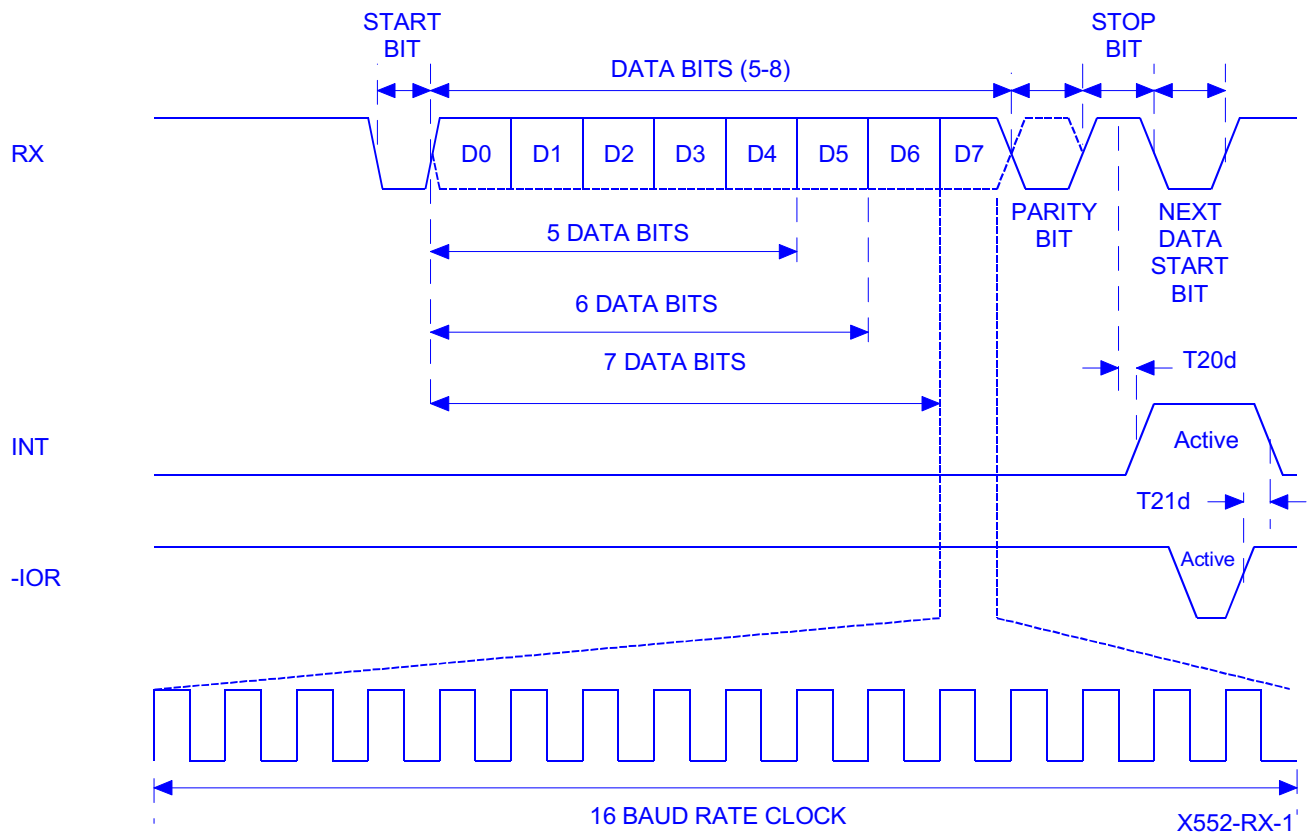 START
BIT
STOP
BIT
DATA BITS (5-8)
RX
D0 D1 D2 D3 D4 D5 D6 D7
PARITY
BIT
NEXT
DATA
START
BIT
5 DATA BITS
6 DATA BITS
7 DATA BITS
T20d
INT
Active
T21d
-IOR
Active
16 BAUD RATE CLOCK
X552-RX-1